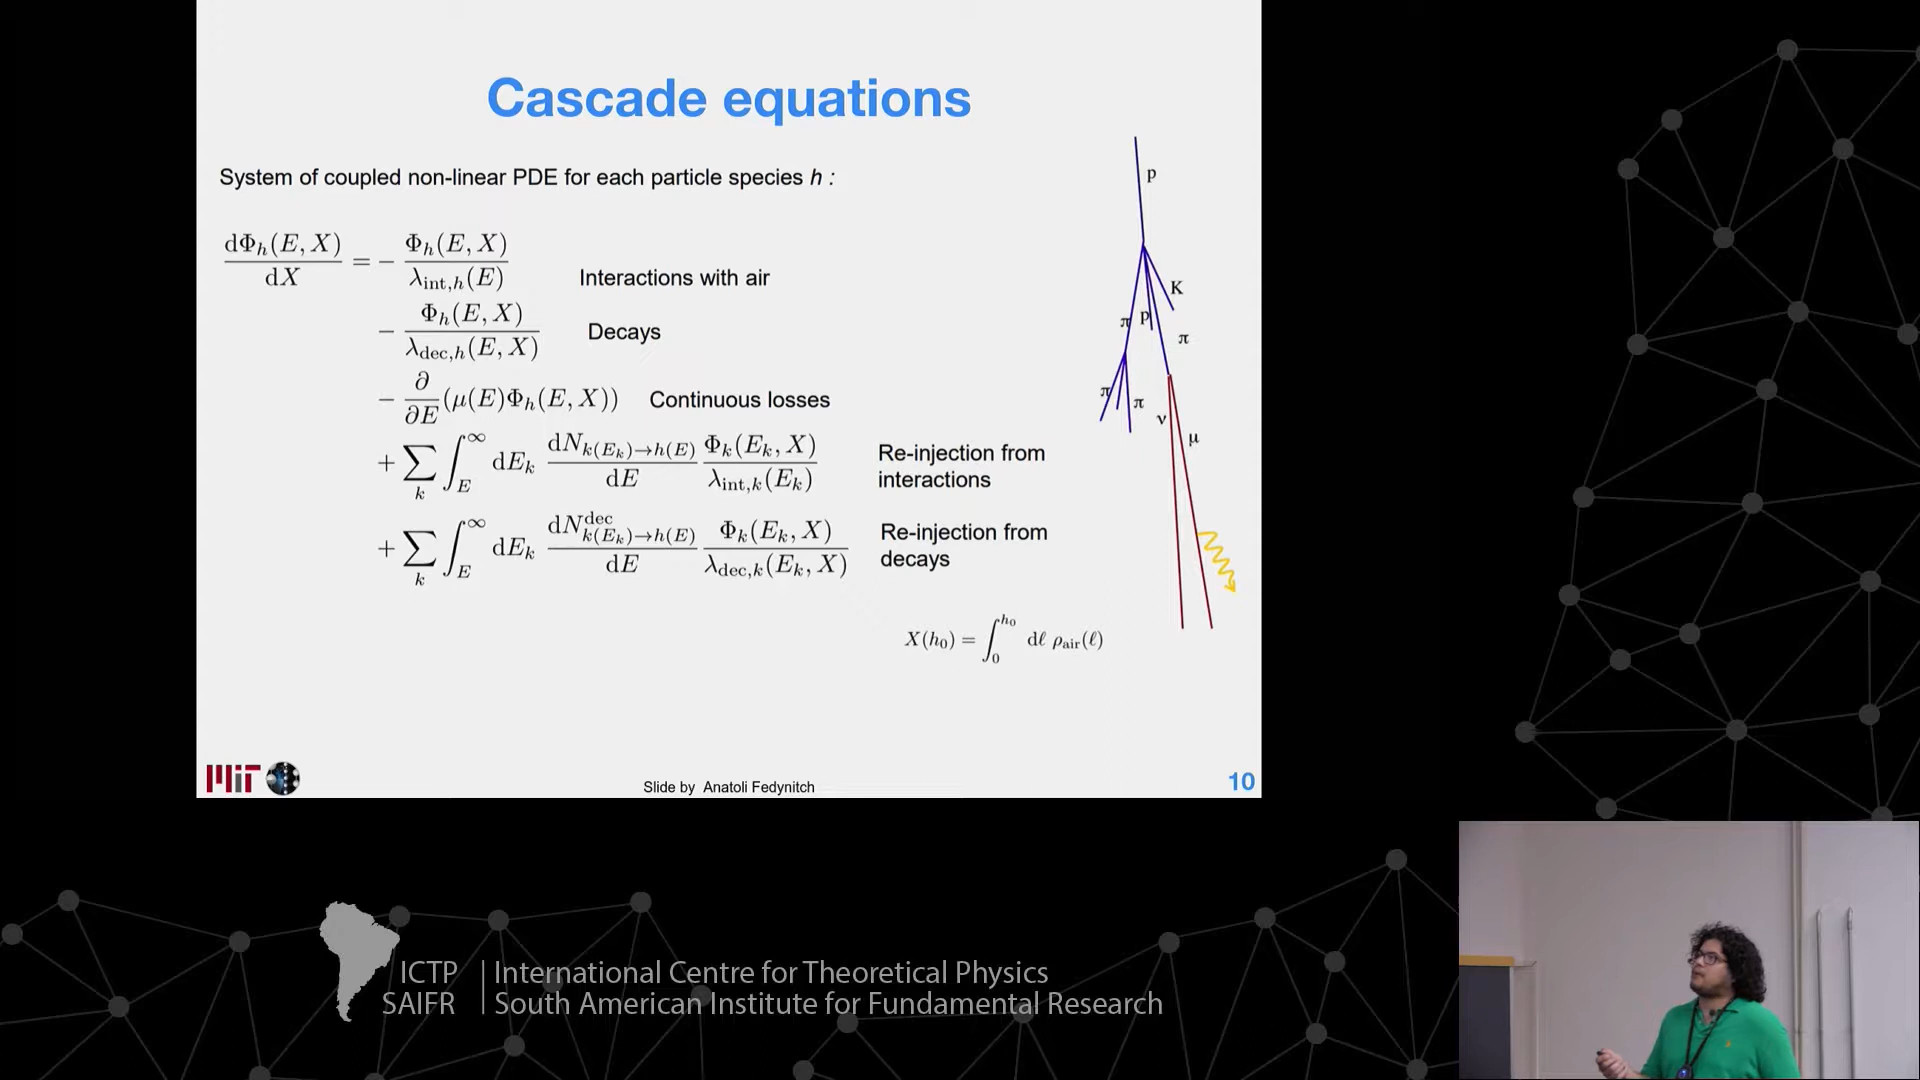 Cascade equations
System of coupled non-linear PDE for each particle species h :
dΦ_h(E, X)/dX = − Φ_h(E, X)/λ_int,h(E) Interactions with air
− Φ_h(E, X)/λ_dec,h(E, X) Decays
− ∂/∂E (μ(E)Φ_h(E, X)) Continuous losses
+ ∑_k ∫_E^∞ dE_k dN_k(E_k)→h(E)/dE Φ_k(E_k, X)/λ_int,k(E_k) Re-injection from interactions
+ ∑_k ∫_E^∞ dE_k dN^dec_k(E_k)→h(E)/dE Φ_k(E_k, X)/λ_dec,k(E_k, X) Re-injection from decays
X(h_0) = ∫_0^h_0 dℓ ρ_air(ℓ)
p
K
π p
π
π
π
ν
μ
MIT
Slide by Anatoli Fedynitch
10
ICTP | International Centre for Theoretical Physics
SAIFR | South American Institute for Fundamental Research